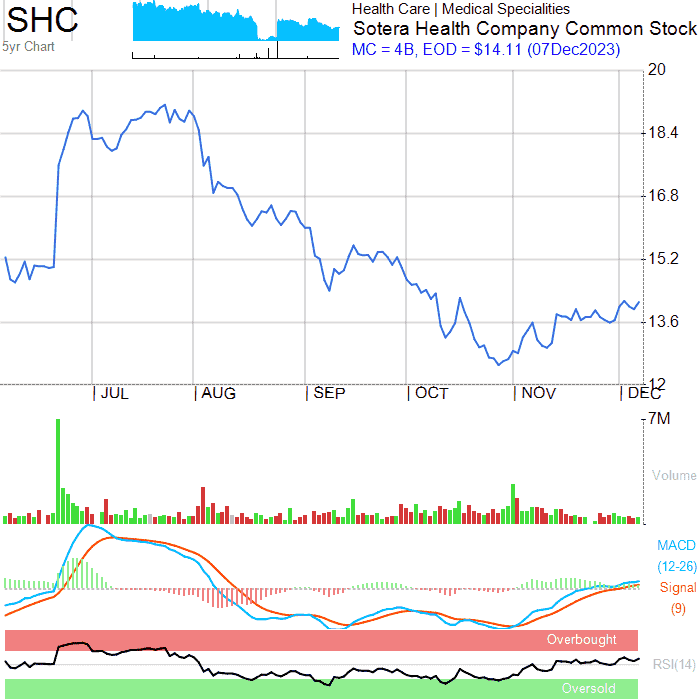 SHC
5yr Chart
Health Care | Medical Specialities
Sotera Health Company Common Stock
MC = 4B, EOD = $14.11 (07Dec2023)
20
18.4
16.8
15.2
13.6
12
JUL
AUG
SEP
OCT
NOV
DEC
7M
Volume
MACD
(12-26)
Signal
(9)
Overbought
RSI(14)
Oversold